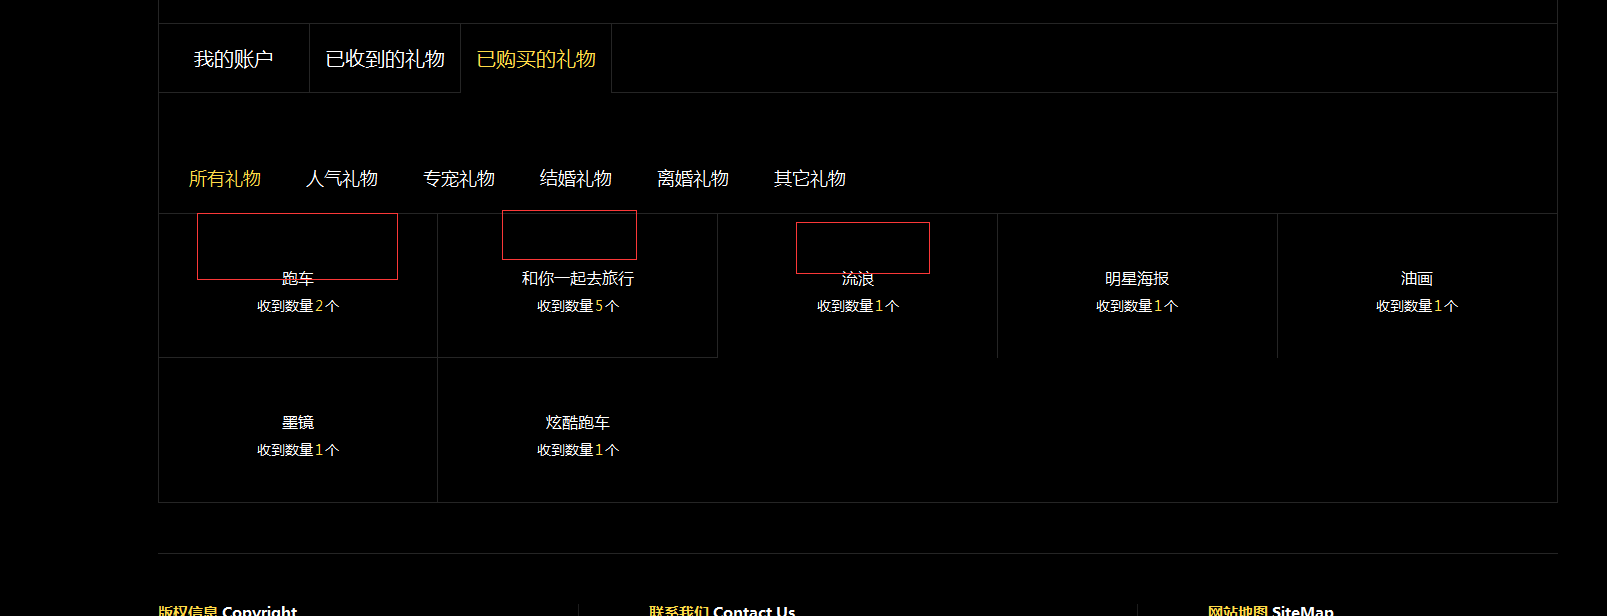 我的账户 已收到的礼物 已购买的礼物
所有礼物 人气礼物 专宠礼物 结婚礼物 离婚礼物 其它礼物
跑车 和你一起去旅行 流浪 明星海报 油画
收到数量2个 收到数量5个 收到数量1个 收到数量1个 收到数量1个
墨镜 炫酷跑车
收到数量1个 收到数量1个
版权信息 Copyright 联系我们 Contact Us 网站地图 SiteMap